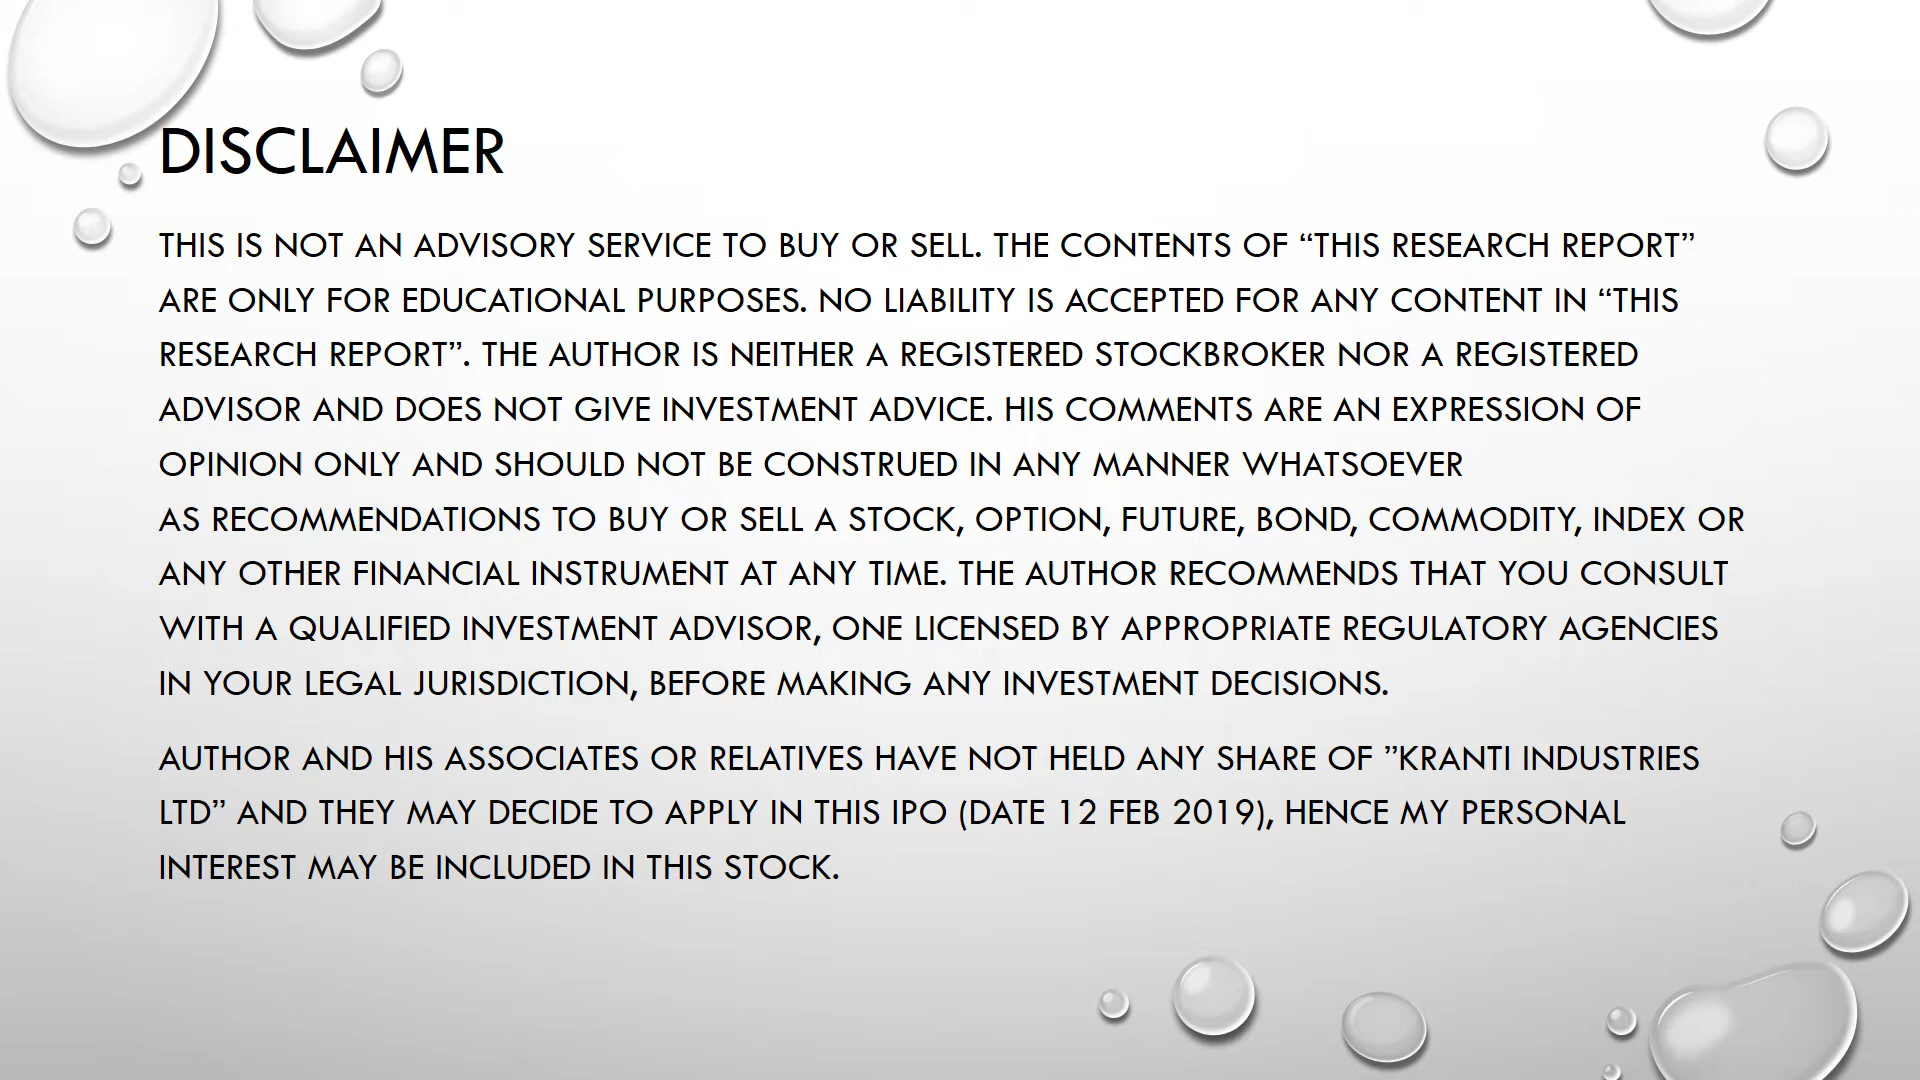 DISCLAIMER
THIS IS NOT AN ADVISORY SERVICE TO BUY OR SELL. THE CONTENTS OF “THIS RESEARCH REPORT”
ARE ONLY FOR EDUCATIONAL PURPOSES. NO LIABILITY IS ACCEPTED FOR ANY CONTENT IN “THIS
RESEARCH REPORT”. THE AUTHOR IS NEITHER A REGISTERED STOCKBROKER NOR A REGISTERED
ADVISOR AND DOES NOT GIVE INVESTMENT ADVICE. HIS COMMENTS ARE AN EXPRESSION OF
OPINION ONLY AND SHOULD NOT BE CONSTRUED IN ANY MANNER WHATSOEVER
AS RECOMMENDATIONS TO BUY OR SELL A STOCK, OPTION, FUTURE, BOND, COMMODITY, INDEX OR
ANY OTHER FINANCIAL INSTRUMENT AT ANY TIME. THE AUTHOR RECOMMENDS THAT YOU CONSULT
WITH A QUALIFIED INVESTMENT ADVISOR, ONE LICENSED BY APPROPRIATE REGULATORY AGENCIES
IN YOUR LEGAL JURISDICTION, BEFORE MAKING ANY INVESTMENT DECISIONS.
AUTHOR AND HIS ASSOCIATES OR RELATIVES HAVE NOT HELD ANY SHARE OF ”KRANTI INDUSTRIES
LTD” AND THEY MAY DECIDE TO APPLY IN THIS IPO (DATE 12 FEB 2019), HENCE MY PERSONAL
INTEREST MAY BE INCLUDED IN THIS STOCK.